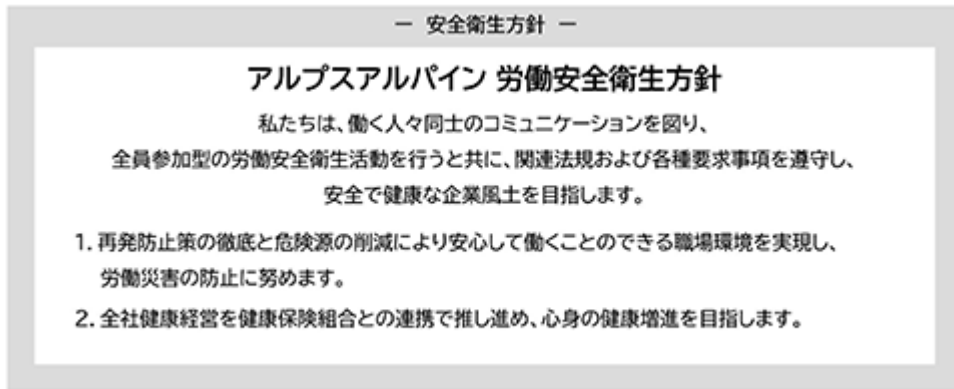 ― 安全衛生方針 ―
アルプスアルパイン 労働安全衛生方針
私たちは、働く人々同士のコミュニケーションを図り、
全員参加型の労働安全衛生活動を行うと共に、関連法規および各種要求事項を遵守し、
安全で健康な企業風土を目指します。
1. 再発防止策の徹底と危険源の削減により安心して働くことのできる職場環境を実現し、
労働災害の防止に努めます。
2. 全社健康経営を健康保険組合との連携で推し進め、心身の健康増進を目指します。